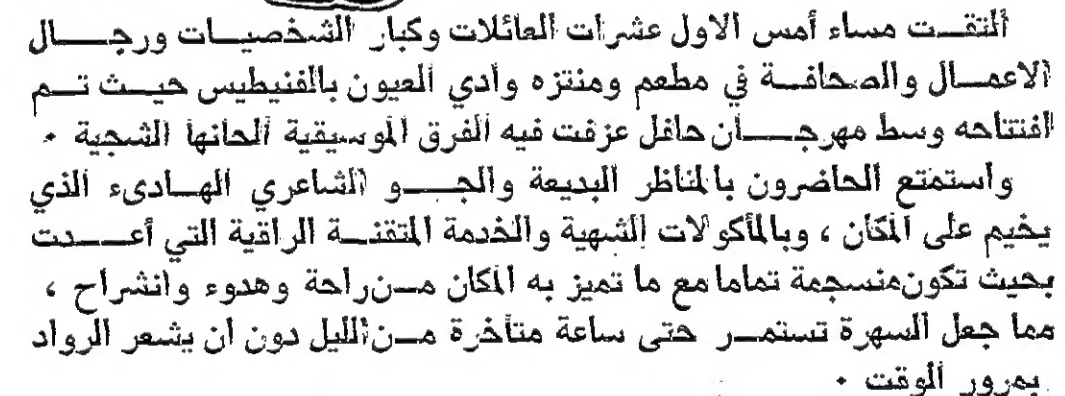 التقت مساء أمس الاول عشرات العائلات وكبار الشخصيات ورجال
الاعمال والصحافة في مطعم ومنتزه وادي العيون بالفنيطيس حيث تم
افتتاحه وسط مهرجان حافل عزفت فيه الفرق الموسيقية الحانها الشجية ٠
واستمتع الحاضرون بالمناظر البديعة والجو الشاعري الهادىء الذي
يخيم على المكان ، وبالمأكولات الشهية والخدمة المتقنة الراقية التي أعدت
بحيث تكون منسجمة تماما مع ما تميز به المكان من راحة وهدوء وانشراح ،
مما جعل السهرة تستمر حتى ساعة متأخرة من الليل دون ان يشعر الرواد
بمرور الوقت ٠